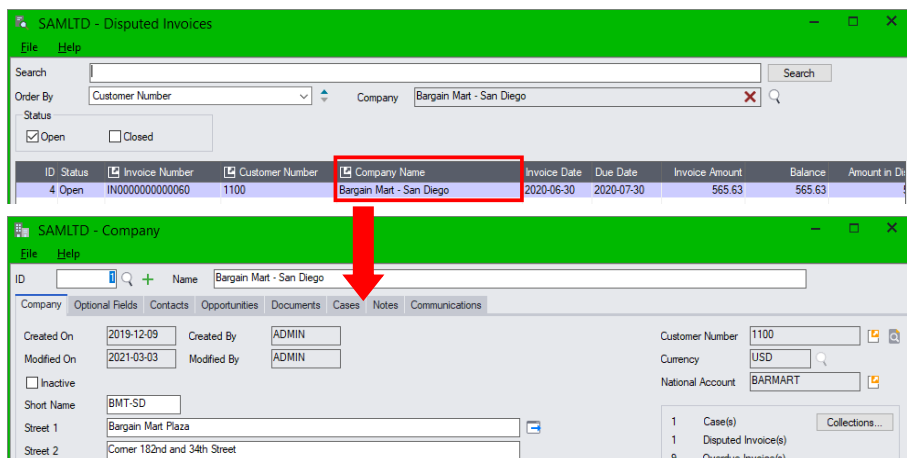 SAMLTD - Disputed Invoices
File Help
Search Search
Order By Customer Number Company Bargain Mart - San Diego
Status
Open Closed
ID Status Invoice Number Customer Number Company Name Invoice Date Due Date Invoice Amount Balance Amount in
4 Open IN0000000000060 1100 Bargain Mart - San Diego 2020-06-30 2020-07-30 565.63 565.63
SAMLTD - Company
File Help
ID 1 Name Bargain Mart - San Diego
Company Optional Fields Contacts Opportunities Documents Cases Notes Communications
Created On 2019-12-09 Created By ADMIN Customer Number 1100
Modified On 2021-03-03 Modified By ADMIN Currency USD
Inactive National Account BARMART
Short Name BMT-SD
Street 1 Bargain Mart Plaza 1 Case(s) Collections...
Street 2 Corner 182nd and 34th Street 1 Disputed Invoice(s)
Overdue Invoice(s)